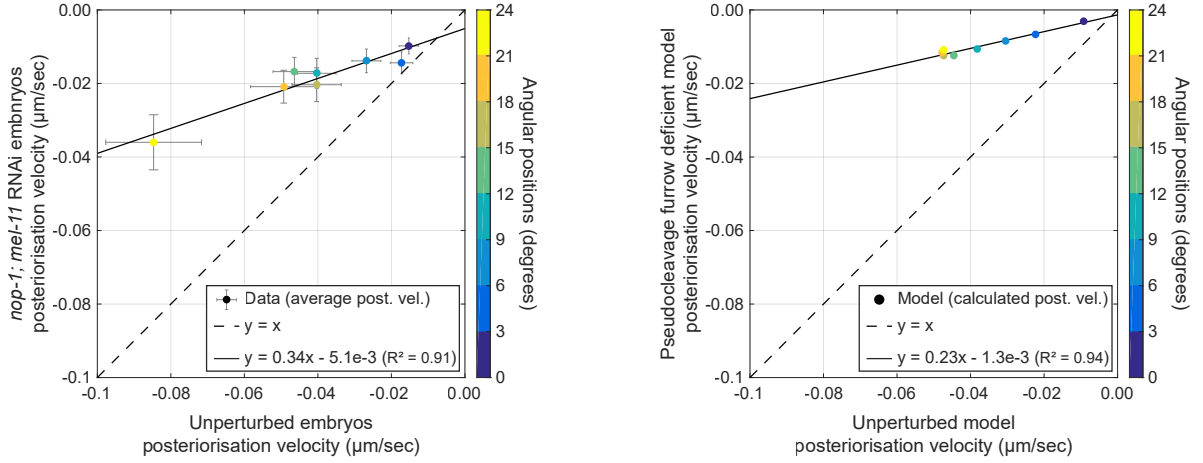 0.00
-0.02
-0.04
-0.06
-0.08
-0.1
-0.1
-0.08
-0.06
-0.04
-0.02
0.00
nop-1; mel-11 RNAi embnryos
posteriorisation velocity (μm/sec)
Unperturbed embryos
posteriorisation velocity (μm/sec)
Data (average post. vel.)
y = x
y = 0.34x - 5.1e-3 (R² = 0.91)
24
21
18
15
12
9
6
3
0
Angular positions (degrees)
0.00
-0.02
-0.04
-0.06
-0.08
-0.1
-0.1
-0.08
-0.06
-0.04
-0.02
0.00
Pseudocleavage furrow deficient model
posteriorisation velocity (μm/sec)
Unperturbed model
posteriorisation velocity (μm/sec)
Model (calculated post. vel.)
y = x
y = 0.23x - 1.3e-3 (R² = 0.94)
24
21
18
15
12
9
6
3
0
Angular positions (degrees)